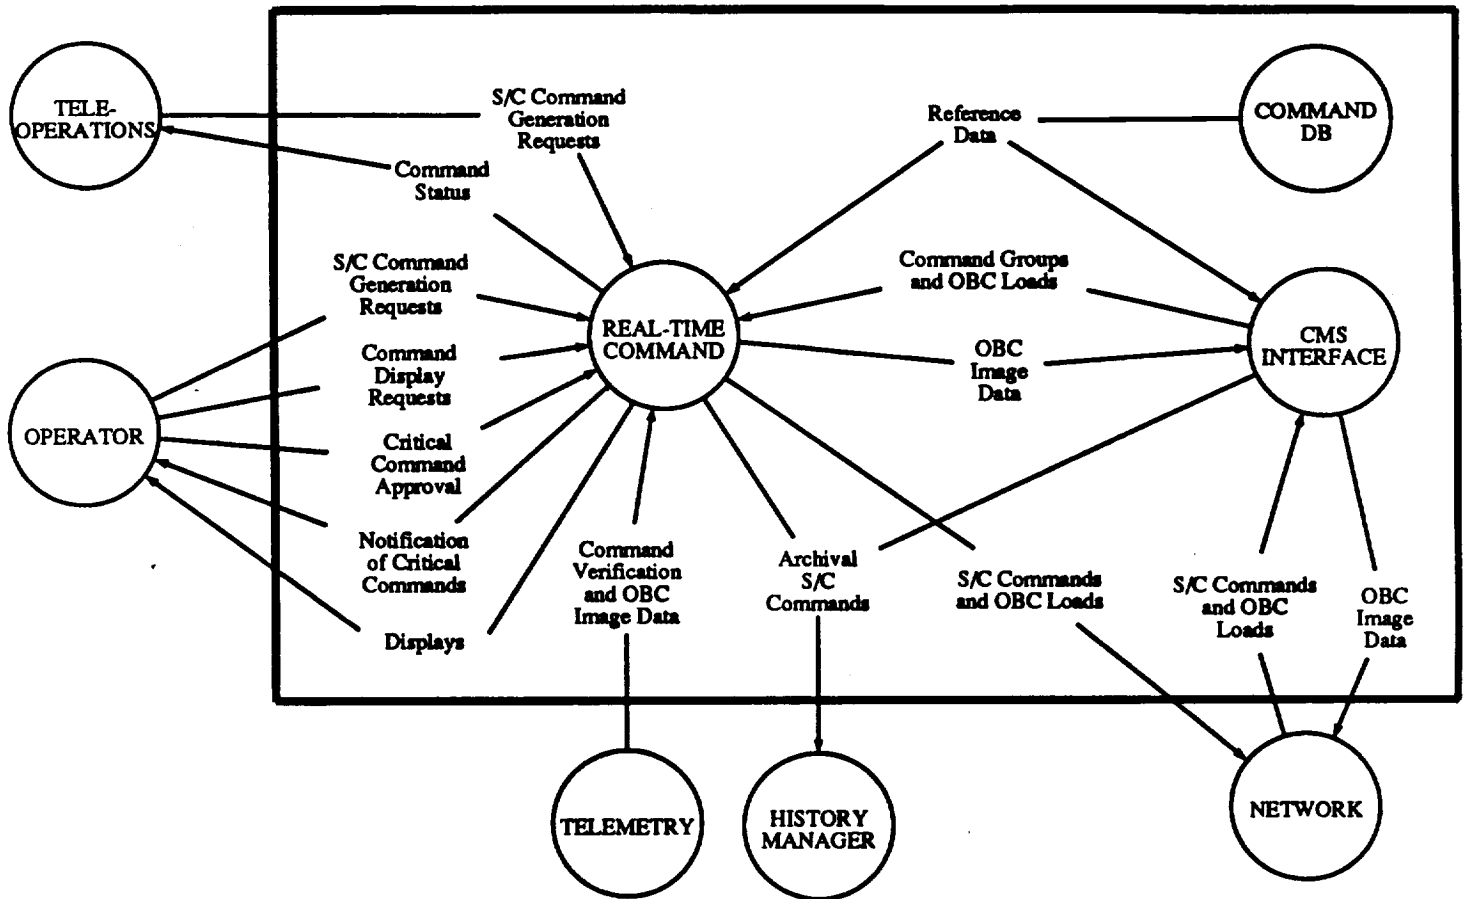 TELE-
OPERATIONS
S/C Command
Generation
Requests
Command
Status
Reference
Data
COMMAND
DB
S/C Command
Generation
Requests
Command Groups
and OBC Loads
REAL-TIME
COMMAND
CMS
INTERFACE
Command
Display
Requests
OBC
Image
Data
OPERATOR
Critical
Command
Approval
Notification
of Critical
Commands
Displays
Command
Verification
and OBC
Image Data
Archival
S/C
Commands
S/C Commands
and OBC Loads
S/C Commands
and OBC
Loads
OBC
Image
Data
TELEMETRY
HISTORY
MANAGER
NETWORK